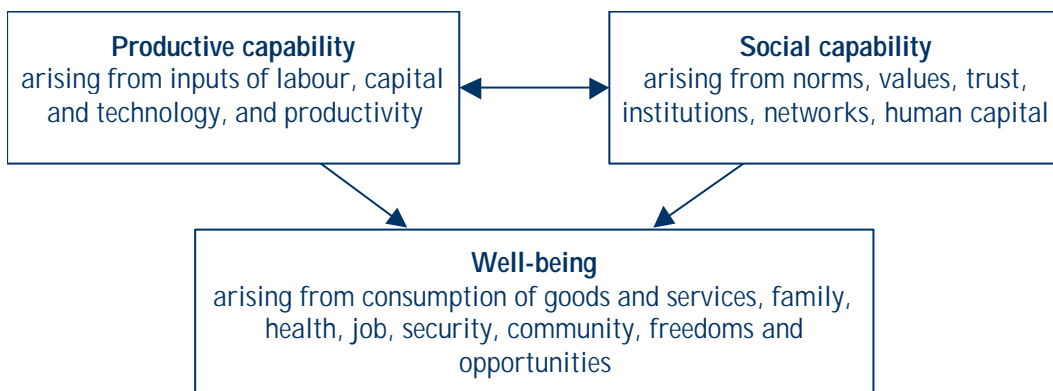 Productive capability
arising from inputs of labour, capital
and technology, and productivity
Social capability
arising from norms, values, trust,
institutions, networks, human capital
Well-being
arising from consumption of goods and services, family,
health, job, security, community, freedoms and
opportunities